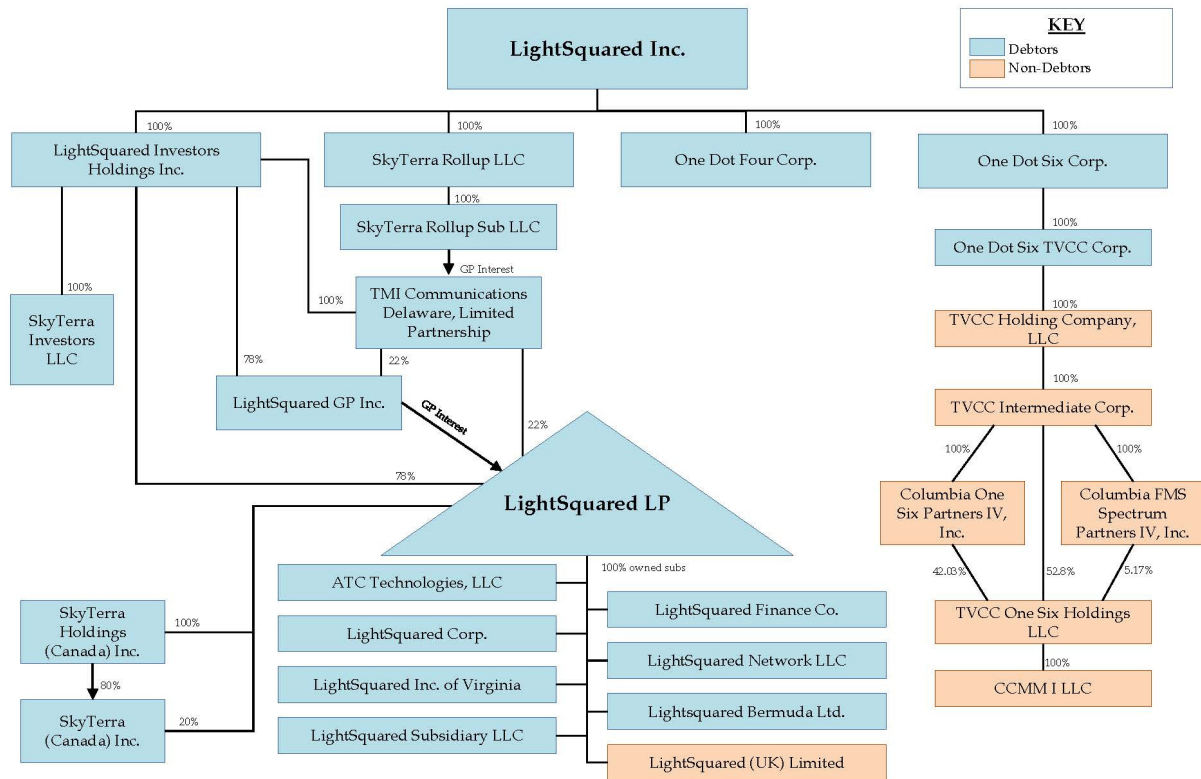 LightSquared Inc.
KEY
Debtors
Non-Debtors
100%
100%
100%
100%
LightSquared Investors
Holdings Inc.
SkyTerra Rollup LLC
One Dot Four Corp.
One Dot Six Corp.
100%
SkyTerra Rollup Sub LLC
100%
One Dot Six TVCC Corp.
GP Interest
100%
SkyTerra
Investors
LLC
100%
TMI Communications
Delaware, Limited
Partnership
100%
TVCC Holding Company,
LLC
78%
22%
LightSquared GP Inc.
GP Interest
22%
78%
100%
TVCC Intermediate Corp.
100%
100%
Columbia One
Six Partners IV,
Inc.
Columbia FMS
Spectrum
Partners IV, Inc.
LightSquared LP
42.03%
52.8%
5.17%
100% owned subs
ATC Technologies, LLC
LightSquared Finance Co.
TVCC One Six Holdings
LLC
SkyTerra
Holdings
(Canada) Inc.
100%
LightSquared Corp.
LightSquared Network LLC
100%
CCMM I LLC
80%
LightSquared Inc. of Virginia
Lightsquared Bermuda Ltd.
SkyTerra
(Canada) Inc.
20%
LightSquared Subsidiary LLC
LightSquared (UK) Limited